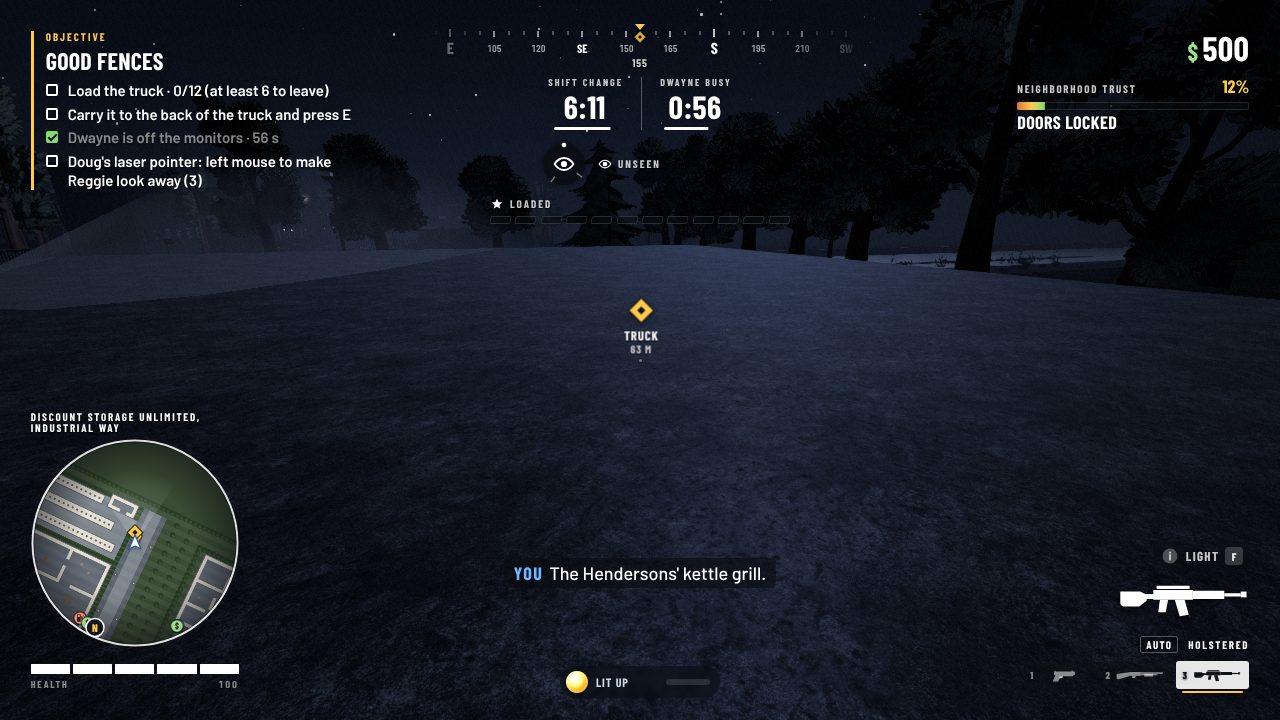 OBJECTIVE
GOOD FENCES
Load the truck · 0/12 (at least 6 to leave)
Carry it to the back of the truck and press E
Dwayne is off the monitors · 56 s
Doug's laser pointer: left mouse to make
Reggie look away (3)
E 105 120 SE 150 165 S 195 210 SW
155
SHIFT CHANGE DWAYNE BUSY
6:11 0:56
UNSEEN
LOADED
$ 500
NEIGHBORHOOD TRUST 12%
DOORS LOCKED
TRUCK
63 M
DISCOUNT STORAGE UNLIMITED,
INDUSTRIAL WAY
N
$
HEALTH 100
YOU The Hendersons' kettle grill.
LIT UP
i LIGHT F
AUTO HOLSTERED
1 2 3